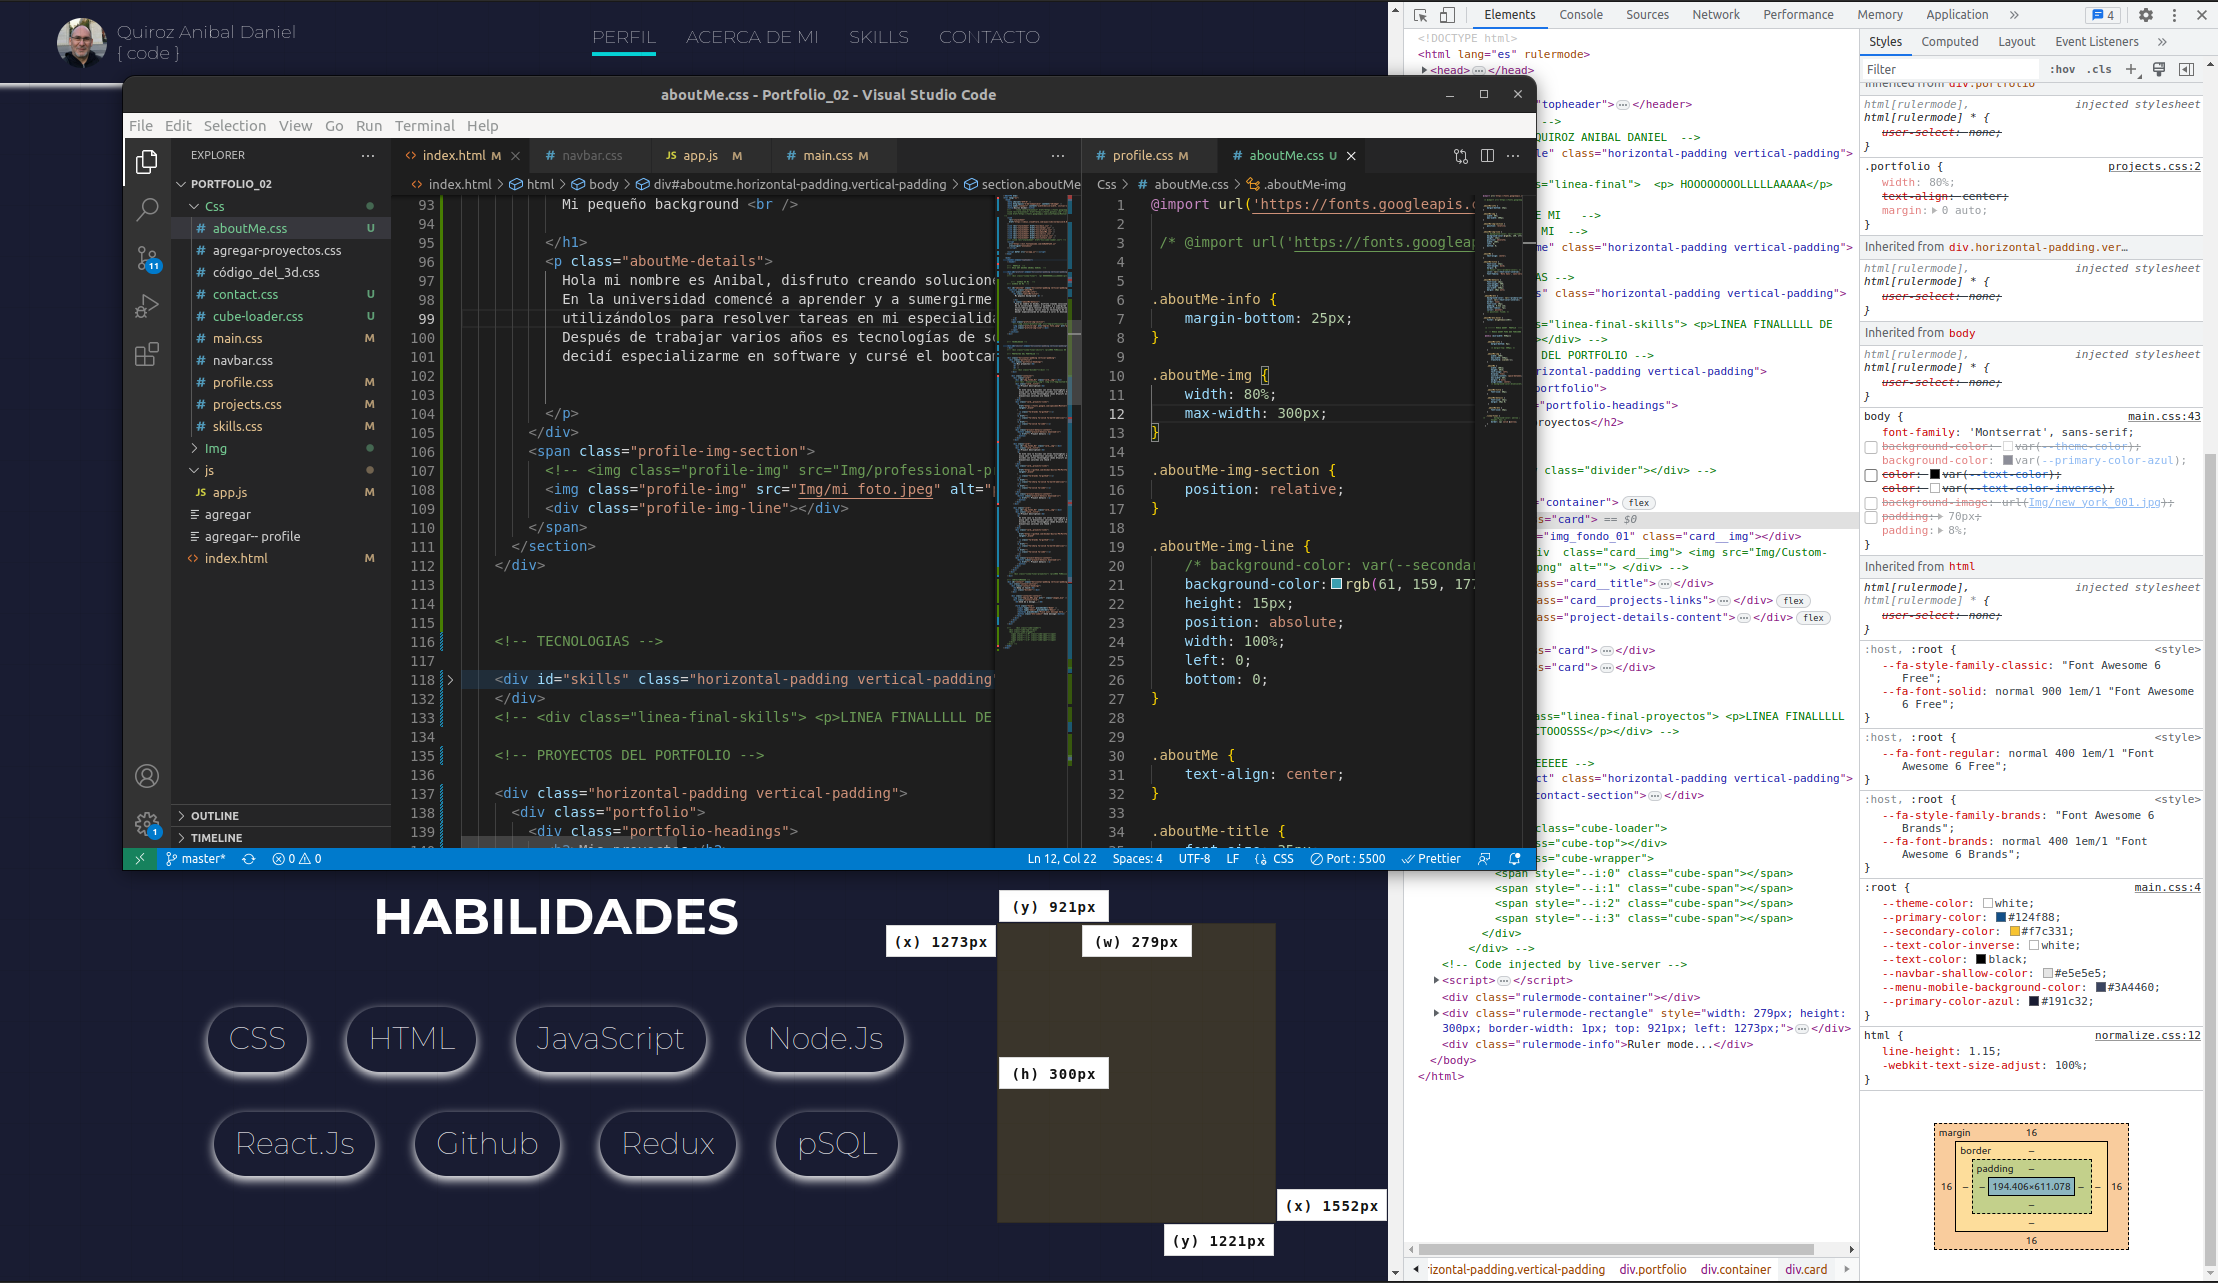 Quiroz Anibal Daniel
{ code }
PERFIL
ACERCA DE MI
SKILLS
CONTACTO
aboutMe.css - Portfolio_02 - Visual Studio Code
File Edit Selection View Go Run Terminal Help
EXPLORER
PORTFOLIO_02
Css
aboutMe.css U
agregar-proyectos.css
código_del_3d.css
contact.css U
cube-loader.css U
main.css M
navbar.css
profile.css M
projects.css M
skills.css M
Img
js
app.js M
agregar
agregar-- profile
index.html M
OUTLINE
TIMELINE
11
1
index.html M
navbar.css
app.js M
main.css M
index.html > html > body > div#aboutme.horizontal-padding.vertical-padding > section.aboutMe
93 Mi pequeño background <br />
94
95 </h1>
96 <p class="aboutMe-details">
97 Hola mi nombre es Anibal, disfruto creando solucione
98 En la universidad comencé a aprender y a sumergirme
99 utilizándolos para resolver tareas en mi especialida
100 Después de trabajar varios años es tecnologías de so
101 decidí especializarme en software y cursé el bootcam
102
103
104 </p>
105 </div>
106 <span class="profile-img-section">
107 <!-- <img class="profile-img" src="Img/professional-pr
108 <img class="profile-img" src="Img/mi foto.jpeg" alt="p
109 <div class="profile-img-line"></div>
110 </span>
111 </section>
112 </div>
113
114
115
116 <!-- TECNOLOGIAS -->
117
118 <div id="skills" class="horizontal-padding vertical-padding"
132 </div>
133 <!-- <div class="linea-final-skills"> <p>LINEA FINALLLLL DE
134
135 <!-- PROYECTOS DEL PORTFOLIO -->
136
137 <div class="horizontal-padding vertical-padding">
138 <div class="portfolio">
139 <div class="portfolio-headings">
profile.css M
aboutMe.css U
Css > aboutMe.css > .aboutMe-img
1 @import url('https://fonts.googleapis.c
2
3 /* @import url('https://fonts.googleap
4
5
6 .aboutMe-info {
7 margin-bottom: 25px;
8 }
9
10 .aboutMe-img {
11 width: 80%;
12 max-width: 300px;
13 }
14
15 .aboutMe-img-section {
16 position: relative;
17 }
18
19 .aboutMe-img-line {
20 /* background-color: var(--secondar
21 background-color: rgb(61, 159, 177
22 height: 15px;
23 position: absolute;
24 width: 100%;
25 left: 0;
26 bottom: 0;
27 }
28
29
30 .aboutMe {
31 text-align: center;
32 }
33
34 .aboutMe-title {
master* 0 0
Ln 12, Col 22 Spaces: 4 UTF-8 LF CSS Port : 5500 Prettier
HABILIDADES
CSS
HTML
JavaScript
Node.Js
React.Js
Github
Redux
pSQL
(y) 921px
(x) 1273px
(w) 279px
(h) 300px
(x) 1552px
(y) 1221px
Elements Console Sources Network Performance Memory Application 4
<!DOCTYPE html>
<html lang="es" rulermode>
<head>…</head>
"topheader">…</header>
-->
QUIROZ ANIBAL DANIEL -->
le" class="horizontal-padding vertical-padding">
s="linea-final"> <p> HOOOOOOOOLLLLLAAAAA</p>
E MI -->
MI -->
me" class="horizontal-padding vertical-padding">
AS -->
s" class="horizontal-padding vertical-padding">
s="linea-final-skills"> <p>LINEA FINALLLLL DE
></div> -->
DEL PORTFOLIO -->
rizontal-padding vertical-padding">
portfolio">
"portfolio-headings">
royectos</h2>
v class="divider"></div> -->
="container"> flex
s="card"> == $0
"img_fondo_01" class="card__img"></div>
iv class="card__img"> <img src="Img/Custom-
png" alt=""> </div> -->
class="card__title">…</div>
ass="card__projects-links">…</div> flex
ass="project-details-content">…</div> flex
s="card">…</div>
s="card">…</div>
ass="linea-final-proyectos"> <p>LINEA FINALLLLL
CTOOOSSS</p></div> -->
EEEEE -->
ct" class="horizontal-padding vertical-padding">
contact-section">…</div>
class="cube-loader">
ss="cube-top"></div>
ss="cube-wrapper">
<span style="--i:0" class="cube-span"></span>
<span style="--i:1" class="cube-span"></span>
<span style="--i:2" class="cube-span"></span>
<span style="--i:3" class="cube-span"></span>
</div>
</div> -->
<!-- Code injected by live-server -->
<script>…</script>
<div class="rulermode-container"></div>
<div class="rulermode-rectangle" style="width: 279px; height:
300px; border-width: 1px; top: 921px; left: 1273px;">…</div>
<div class="rulermode-info">Ruler mode...</div>
</body>
</html>
rizontal-padding.vertical-padding div.portfolio div.container div.card
Styles Computed Layout Event Listeners
Filter :hov .cls
Inherited from div.portfolio
html[rulermode], injected stylesheet
html[rulermode] * {
user-select: none;
}
.portfolio { projects.css:2
width: 80%;
text-align: center;
margin: 0 auto;
}
Inherited from div.horizontal-padding.ver…
html[rulermode], injected stylesheet
html[rulermode] * {
user-select: none;
}
Inherited from body
html[rulermode], injected stylesheet
html[rulermode] * {
user-select: none;
}
body { main.css:43
font-family: 'Montserrat', sans-serif;
background-color: var(--theme-color);
background-color: var(--primary-color-azul);
color: var(--text-color);
color: var(--text-color-inverse);
background-image: url(Img/new_york_001.jpg);
padding: 70px;
padding: 8%;
}
Inherited from html
html[rulermode], injected stylesheet
html[rulermode] * {
user-select: none;
}
:host, :root { <style>
--fa-style-family-classic: "Font Awesome 6
Free";
--fa-font-solid: normal 900 1em/1 "Font Awesome
6 Free";
}
:host, :root { <style>
--fa-font-regular: normal 400 1em/1 "Font
Awesome 6 Free";
}
:host, :root { <style>
--fa-style-family-brands: "Font Awesome 6
Brands";
--fa-font-brands: normal 400 1em/1 "Font
Awesome 6 Brands";
}
:root { main.css:4
--theme-color: white;
--primary-color: #124f88;
--secondary-color: #f7c331;
--text-color-inverse: white;
--text-color: black;
--navbar-shallow-color: #e5e5e5;
--menu-mobile-background-color: #3A4460;
--primary-color-azul: #191c32;
}
html { normalize.css:12
line-height: 1.15;
-webkit-text-size-adjust: 100%;
}
margin 16
border –
padding –
16 – – 194.406×611.078 – – 16
–
–
16